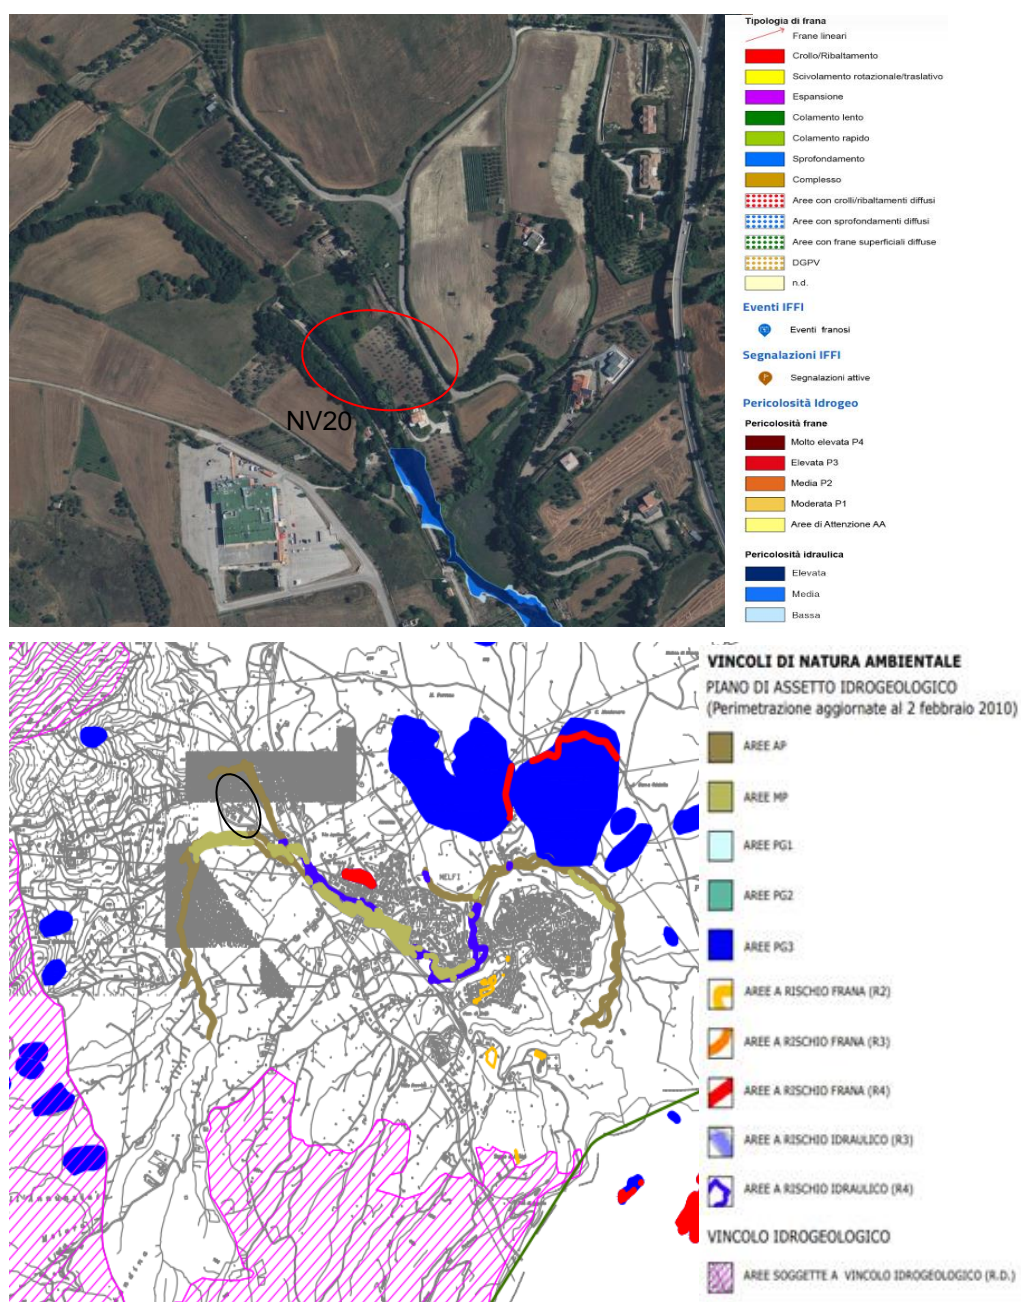 Tipologia di frana
Frane lineari
Crollo/Ribaltamento
Scivolamento rotazionale/traslativo
Espansione
Colamento lento
Colamento rapido
Sprofondamento
Complesso
Aree con crolli/ribaltamenti diffusi
Aree con sprofondamenti diffusi
Aree con frane superficiali diffuse
DGPV
n.d.
Eventi IFFI
Eventi franosi
Segnalazioni IFFI
Segnalazioni attive
Pericolosità Idrogeo
Pericolosità frane
Molto elevata P4
Elevata P3
Media P2
Moderata P1
Aree di Attenzione AA
Pericolosità idraulica
Elevata
Media
Bassa
NV20
VINCOLI DI NATURA AMBIENTALE
PIANO DI ASSETTO IDROGEOLOGICO
(Perimetrazione aggiornate al 2 febbraio 2010)
AREE AP
AREE MP
AREE PG1
AREE PG2
AREE PG3
AREE A RISCHIO FRANA (R2)
AREE A RISCHIO FRANA (R3)
AREE A RISCHIO FRANA (R4)
AREE A RISCHIO IDRAULICO (R3)
AREE A RISCHIO IDRAULICO (R4)
VINCOLO IDROGEOLOGICO
AREE SOGGETTE A VINCOLO IDROGEOLOGICO (R.D.)
MELFI